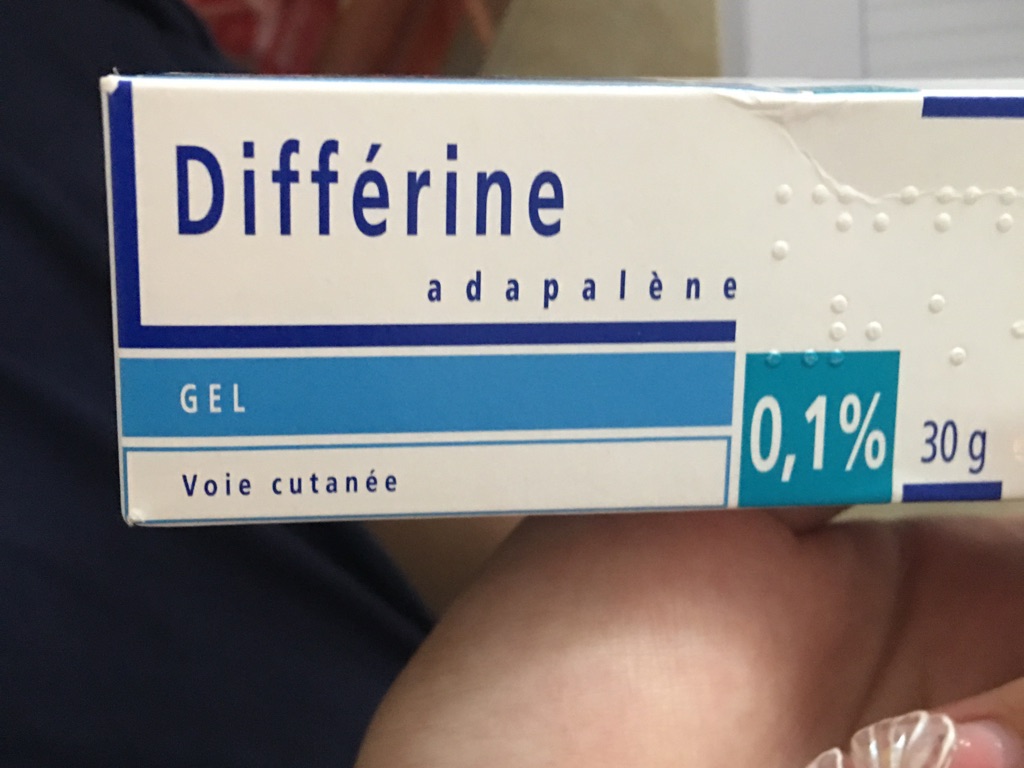 Différine
adapalène
GEL
Voie cutanée
0,1%
30 g